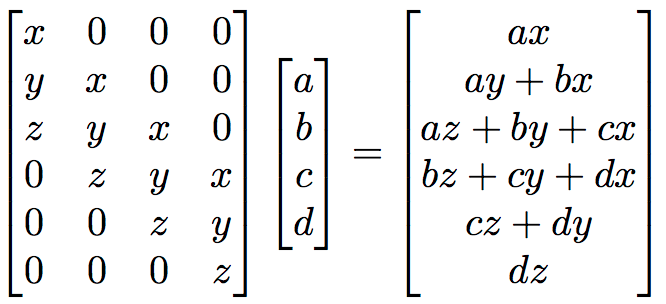 x 0 0 0 ax
y x 0 0 a ay + bx
z y x 0 b az + by + cx
=
0 z y x c bz + cy + dx
0 0 z y d cz + dy
0 0 0 z dz